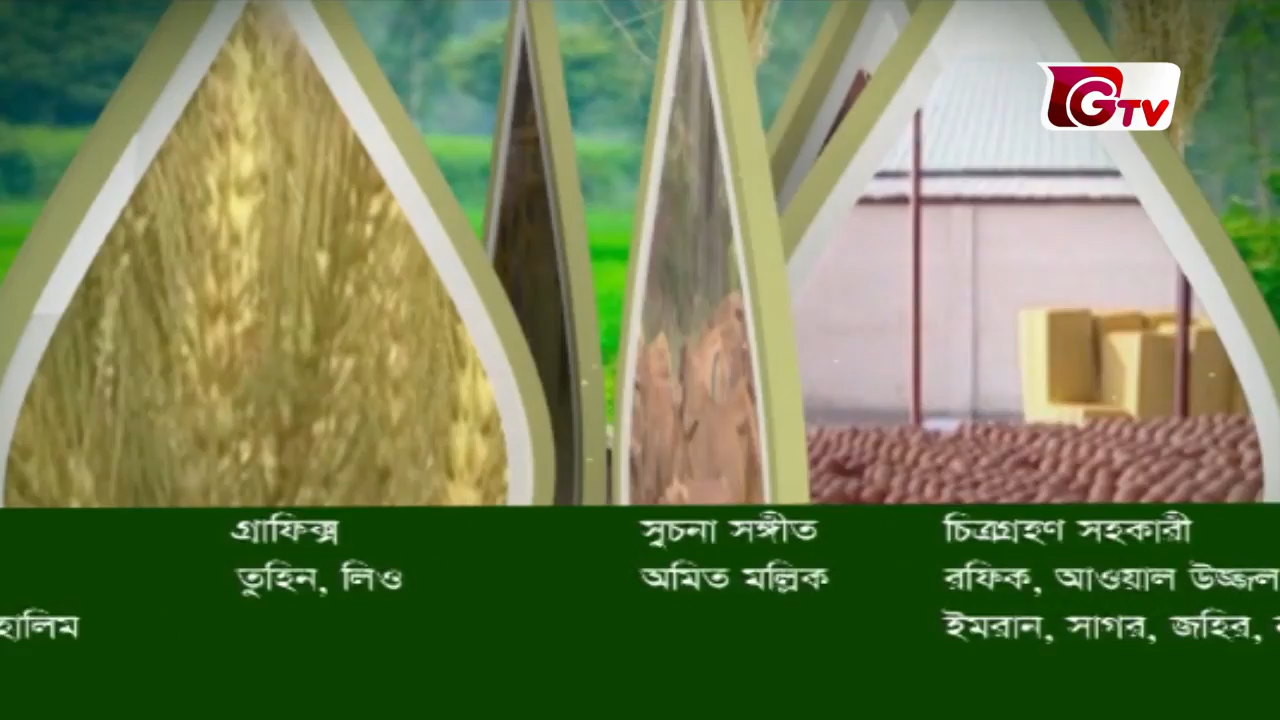 GTV
গ্রাফিক্স
তুহিন, লিও
হালিম
সূচনা সঙ্গীত
অমিত মল্লিক
চিত্রগ্রহণ সহকারী
রফিক, আওয়াল উজ্জল
ইমরান, সাগর, জহির,